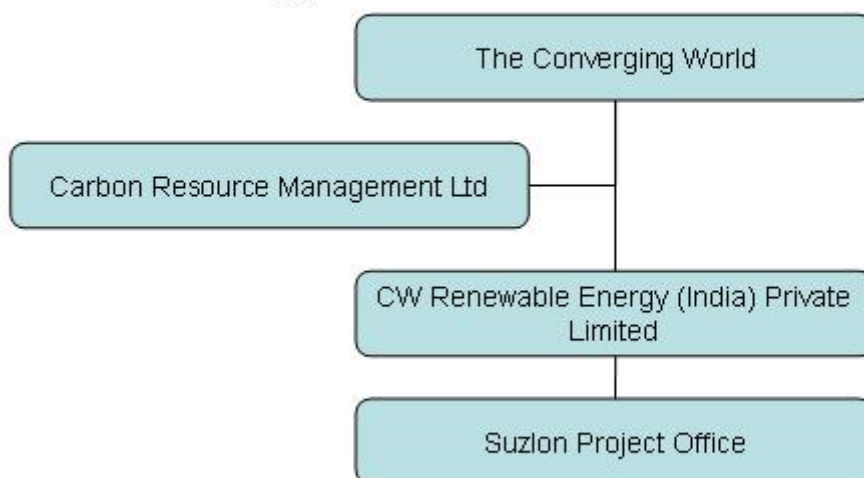 The Converging World
Carbon Resource Management Ltd
CW Renewable Energy (India) Private
Limited
Suzlon Project Office